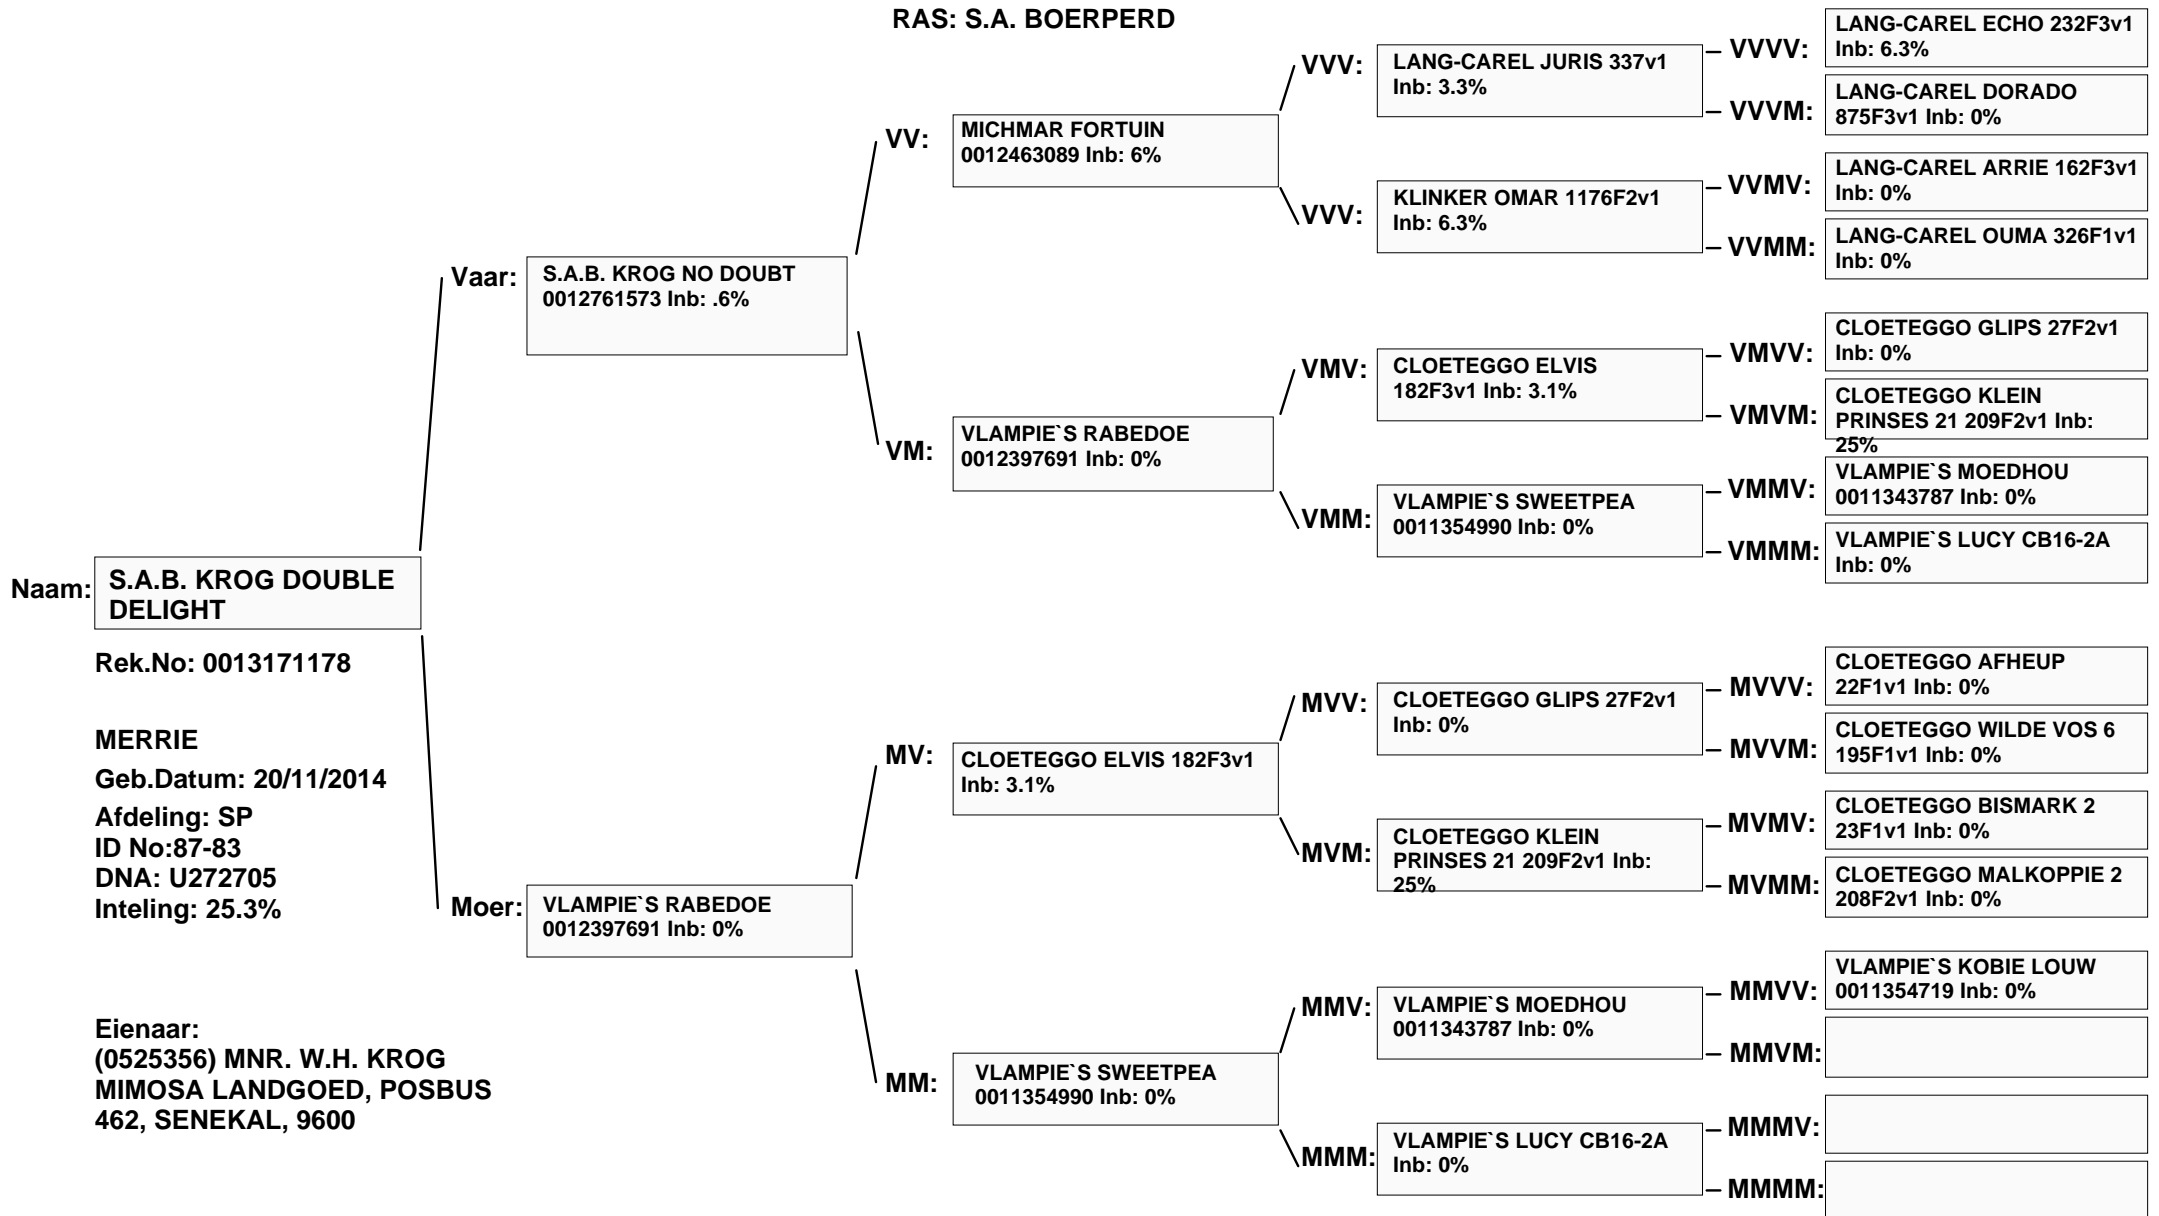 RAS: S.A. BOERPERD
Naam:
S.A.B. KROG DOUBLE
DELIGHT
Rek.No: 0013171178
MERRIE
Geb.Datum: 20/11/2014
Afdeling: SP
ID No:87-83
DNA: U272705
Inteling: 25.3%
Eienaar:
(0525356) MNR. W.H. KROG
MIMOSA LANDGOED, POSBUS
462, SENEKAL, 9600
Vaar:
S.A.B. KROG NO DOUBT
0012761573 Inb: .6%
Moer:
VLAMPIE`S RABEDOE
0012397691 Inb: 0%
VV:
MICHMAR FORTUIN
0012463089 Inb: 6%
VM:
VLAMPIE`S RABEDOE
0012397691 Inb: 0%
MV:
CLOETEGGO ELVIS 182F3v1
Inb: 3.1%
MM:
VLAMPIE`S SWEETPEA
0011354990 Inb: 0%
VVV:
LANG-CAREL JURIS 337v1
Inb: 3.3%
VVV:
KLINKER OMAR 1176F2v1
Inb: 6.3%
VMV:
CLOETEGGO ELVIS
182F3v1 Inb: 3.1%
VMM:
VLAMPIE`S SWEETPEA
0011354990 Inb: 0%
MVV:
CLOETEGGO GLIPS 27F2v1
Inb: 0%
MVM:
CLOETEGGO KLEIN
PRINSES 21 209F2v1 Inb:
25%
MMV:
VLAMPIE`S MOEDHOU
0011343787 Inb: 0%
MMM:
VLAMPIE`S LUCY CB16-2A
Inb: 0%
VVVV:
LANG-CAREL ECHO 232F3v1
Inb: 6.3%
VVVM:
LANG-CAREL DORADO
875F3v1 Inb: 0%
VVMV:
LANG-CAREL ARRIE 162F3v1
Inb: 0%
VVMM:
LANG-CAREL OUMA 326F1v1
Inb: 0%
VMVV:
CLOETEGGO GLIPS 27F2v1
Inb: 0%
VMVM:
CLOETEGGO KLEIN
PRINSES 21 209F2v1 Inb:
25%
VMMV:
VLAMPIE`S MOEDHOU
0011343787 Inb: 0%
VMMM:
VLAMPIE`S LUCY CB16-2A
Inb: 0%
MVVV:
CLOETEGGO AFHEUP
22F1v1 Inb: 0%
MVVM:
CLOETEGGO WILDE VOS 6
195F1v1 Inb: 0%
MVMV:
CLOETEGGO BISMARK 2
23F1v1 Inb: 0%
MVMM:
CLOETEGGO MALKOPPIE 2
208F2v1 Inb: 0%
MMVV:
VLAMPIE`S KOBIE LOUW
0011354719 Inb: 0%
MMVM:
MMMV:
MMMM: